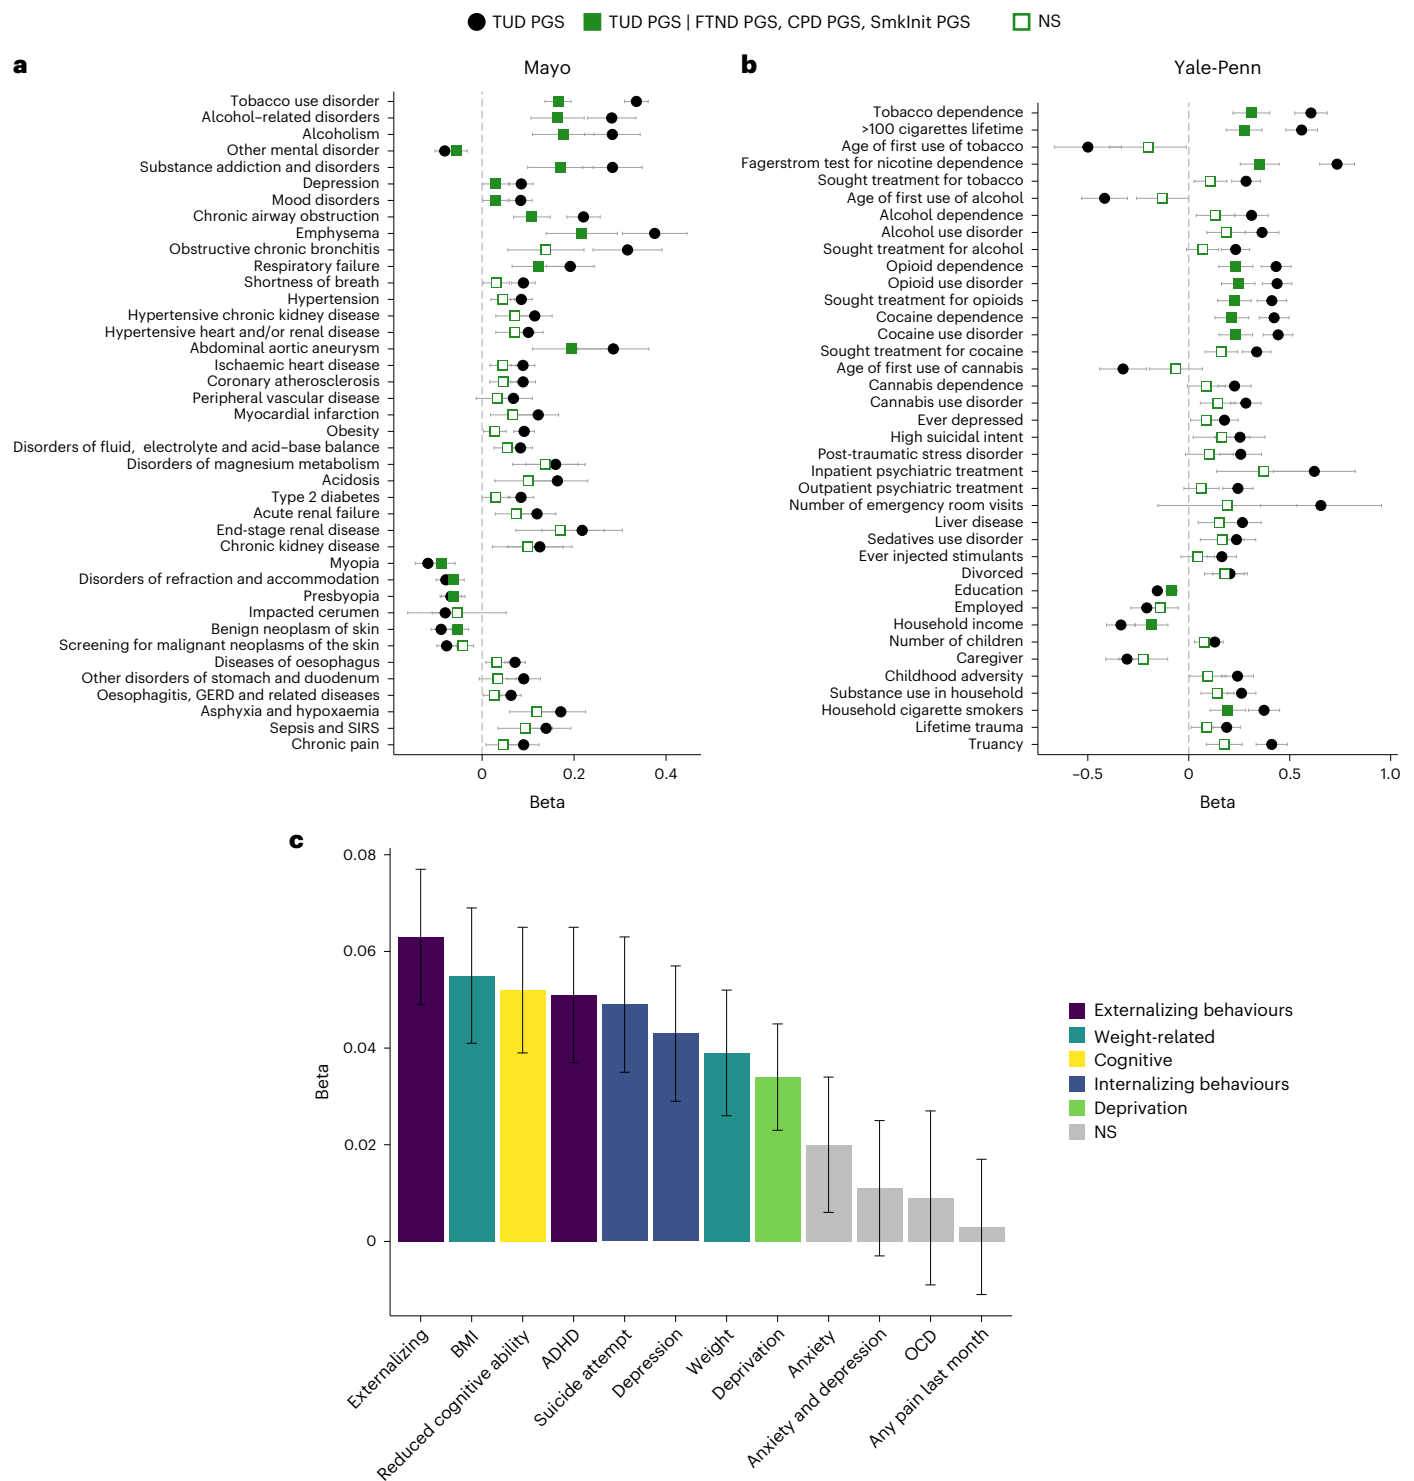 TUD PGS
TUD PGS | FTND PGS, CPD PGS, SmkInit PGS
NS
a
Mayo
Tobacco use disorder
Alcohol–related disorders
Alcoholism
Other mental disorder
Substance addiction and disorders
Depression
Mood disorders
Chronic airway obstruction
Emphysema
Obstructive chronic bronchitis
Respiratory failure
Shortness of breath
Hypertension
Hypertensive chronic kidney disease
Hypertensive heart and/or renal disease
Abdominal aortic aneurysm
Ischaemic heart disease
Coronary atherosclerosis
Peripheral vascular disease
Myocardial infarction
Obesity
Disorders of fluid, electrolyte and acid–base balance
Disorders of magnesium metabolism
Acidosis
Type 2 diabetes
Acute renal failure
End-stage renal disease
Chronic kidney disease
Myopia
Disorders of refraction and accommodation
Presbyopia
Impacted cerumen
Benign neoplasm of skin
Screening for malignant neoplasms of the skin
Diseases of oesophagus
Other disorders of stomach and duodenum
Oesophagitis, GERD and related diseases
Asphyxia and hypoxaemia
Sepsis and SIRS
Chronic pain
0
0.2
0.4
Beta
b
Yale-Penn
Tobacco dependence
>100 cigarettes lifetime
Age of first use of tobacco
Fagerstrom test for nicotine dependence
Sought treatment for tobacco
Age of first use of alcohol
Alcohol dependence
Alcohol use disorder
Sought treatment for alcohol
Opioid dependence
Opioid use disorder
Sought treatment for opioids
Cocaine dependence
Cocaine use disorder
Sought treatment for cocaine
Age of first use of cannabis
Cannabis dependence
Cannabis use disorder
Ever depressed
High suicidal intent
Post-traumatic stress disorder
Inpatient psychiatric treatment
Outpatient psychiatric treatment
Number of emergency room visits
Liver disease
Sedatives use disorder
Ever injected stimulants
Divorced
Education
Employed
Household income
Number of children
Caregiver
Childhood adversity
Substance use in household
Household cigarette smokers
Lifetime trauma
Truancy
−0.5
0
0.5
1.0
Beta
c
0.08
0.06
0.04
0.02
0
Beta
Externalizing
BMI
Reduced cognitive ability
ADHD
Suicide attempt
Depression
Weight
Deprivation
Anxiety
Anxiety and depression
OCD
Any pain last month
Externalizing behaviours
Weight-related
Cognitive
Internalizing behaviours
Deprivation
NS